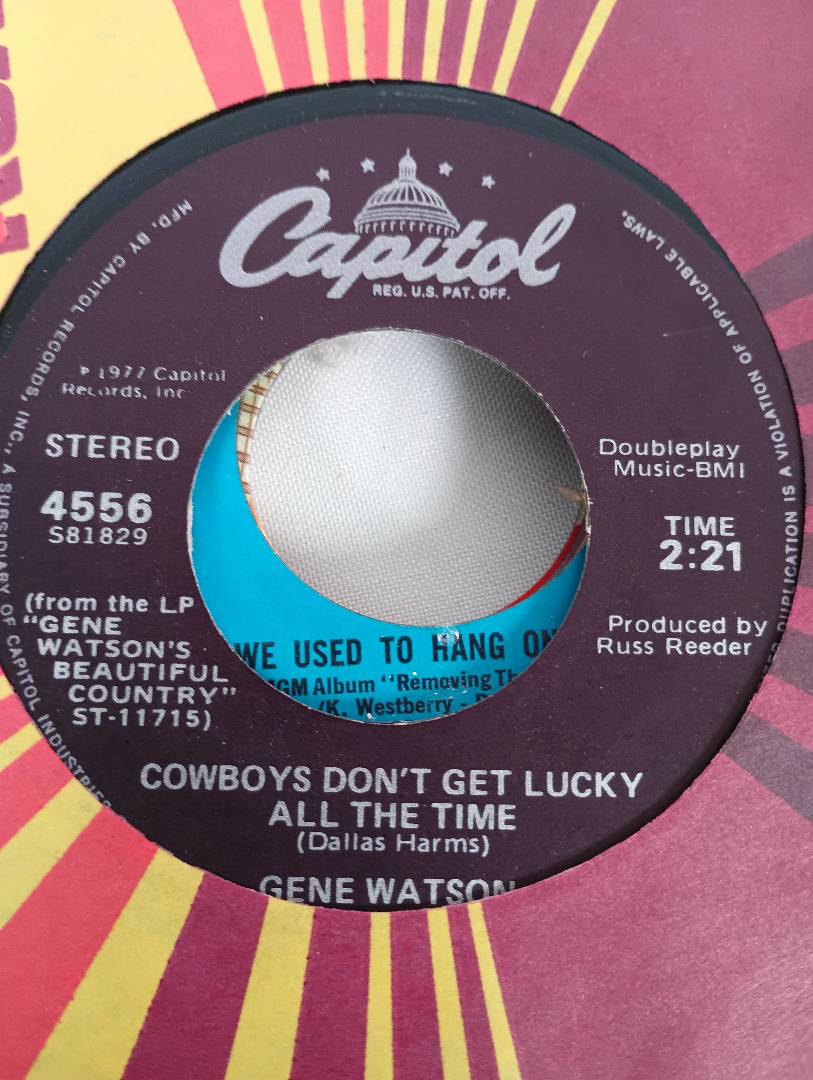 Capitol
REG. U.S. PAT. OFF.
MFD. BY CAPITOL RECORDS, INC., A SUBSIDIARY OF CAPITOL INDUSTRIES
DUPLICATION IS A VIOLATION OF APPLICABLE LAWS.
℗ 1977 Capitol
Records, Inc
STEREO
4556
S81829
Doubleplay
Music-BMI
TIME
2:21
(from the LP
"GENE
WATSON'S
BEAUTIFUL
COUNTRY"
ST-11715)
Produced by
Russ Reeder
WE USED TO HANG ON
GM Album "Removing Th
(K. Westberry -
COWBOYS DON'T GET LUCKY
ALL THE TIME
(Dallas Harms)
GENE WATSON